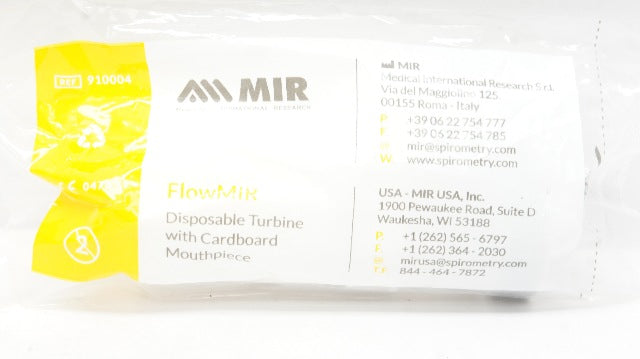 REF 910004
MIR
FlowMIR
Disposable Turbine
with Cardboard
Mouthpiece
MIR
Medical International Research S.r.l.
Via del Maggiolino 125
00155 Roma - Italy
P. +39 06 22 754 777
F. +39 06 22 754 785
@ mir@spirometry.com
W. www.spirometry.com
USA - MIR USA, Inc.
1900 Pewaukee Road, Suite D
Waukesha, WI 53188
P. +1 (262) 565 - 6797
F. +1 (262) 364 - 2030
@ mirusa@spirometry.com
T.F. 844 - 464 - 7872